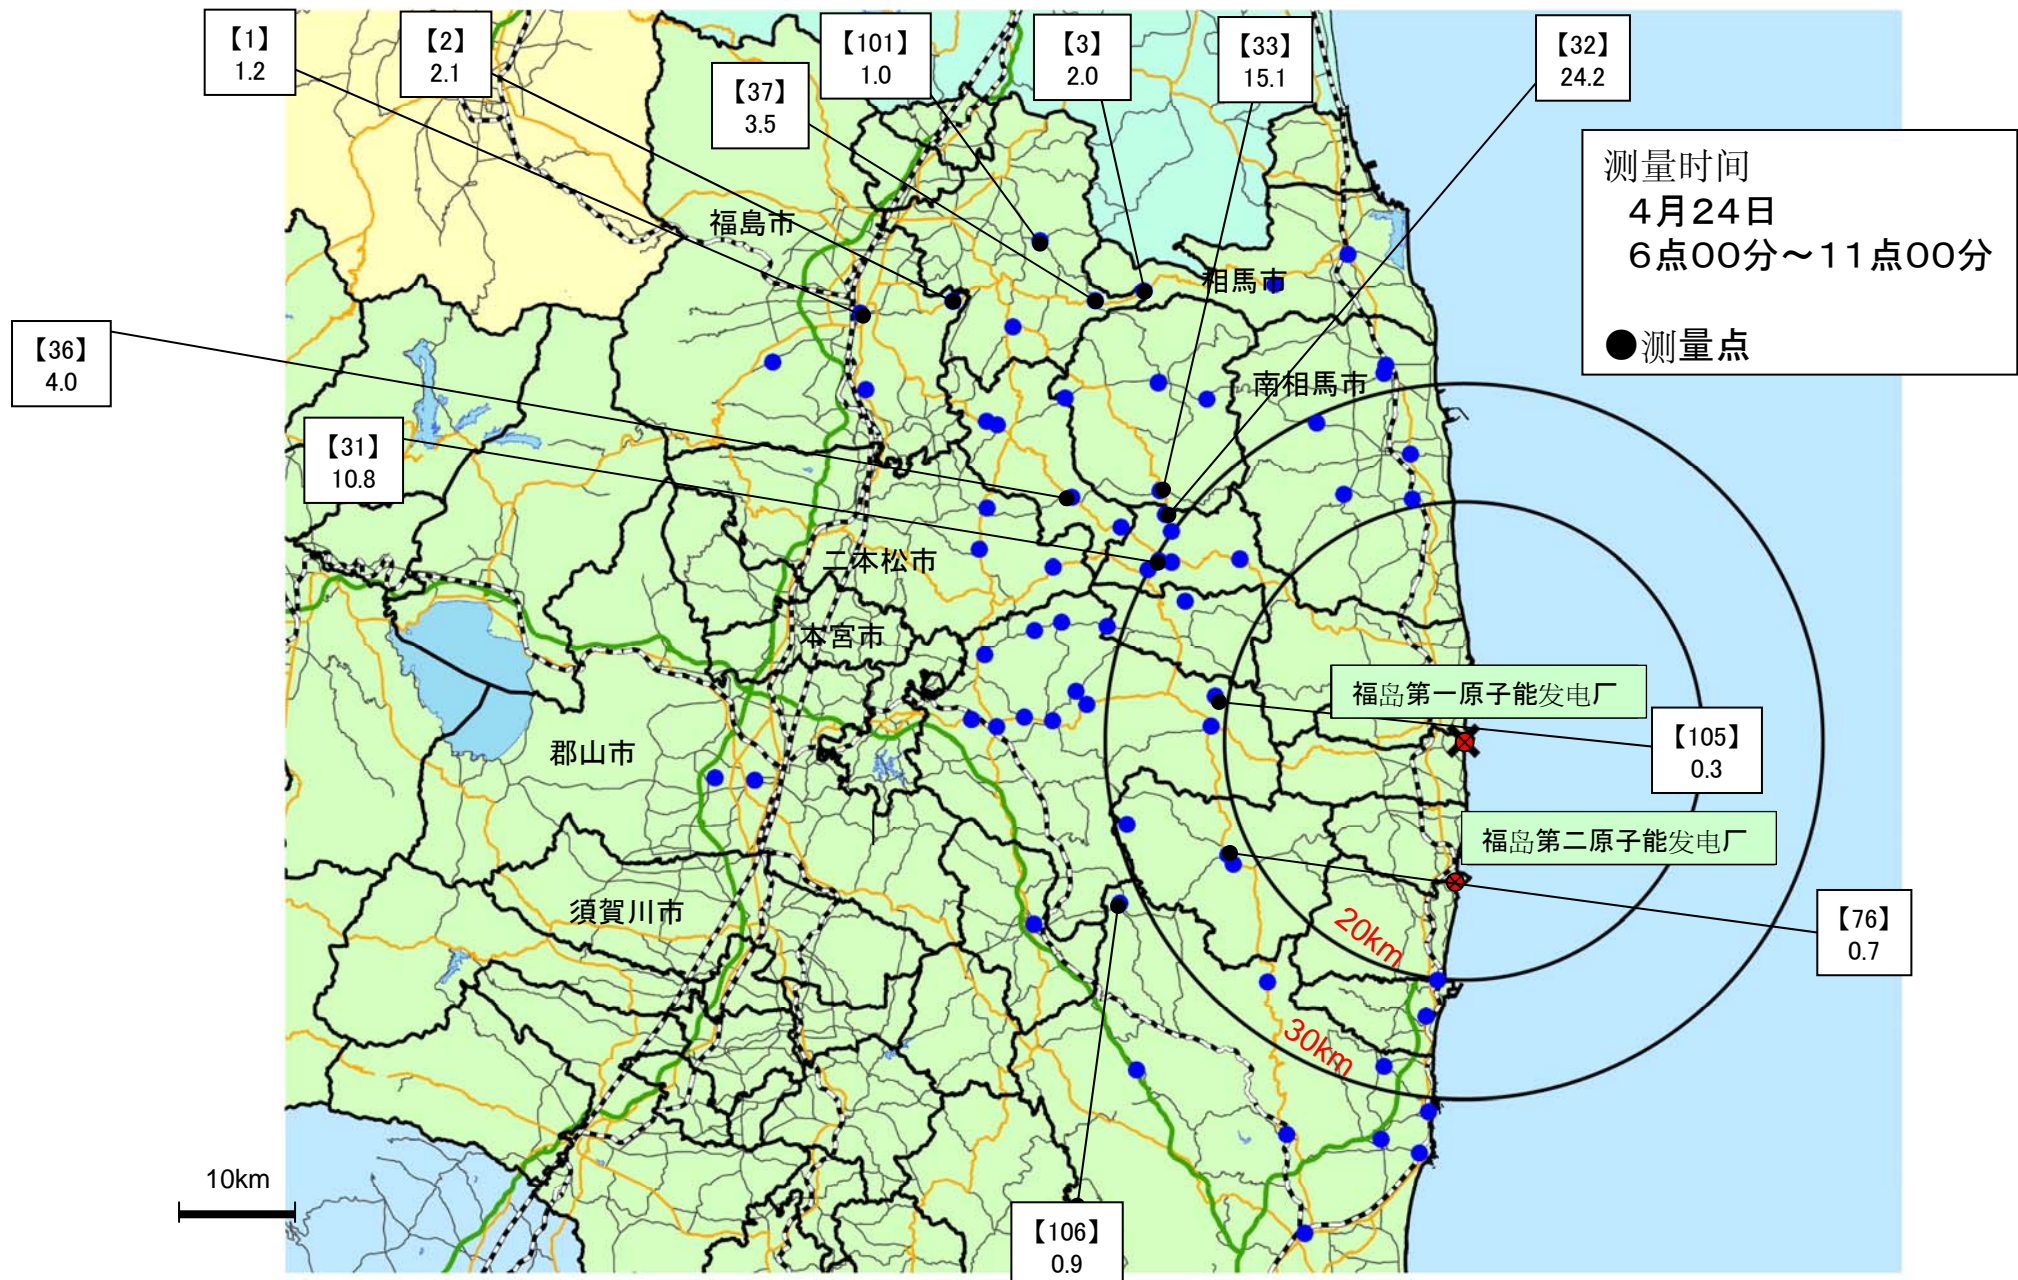 【1】
1.2
【2】
2.1
【37】
3.5
【101】
1.0
【3】
2.0
【33】
15.1
【32】
24.2
测量时间
4月24日
6点00分～11点00分
●测量点
福島市
相馬市
南相馬市
【36】
4.0
【31】
10.8
二本松市
本宮市
福岛第一原子能发电厂
【105】
0.3
郡山市
福岛第二原子能发电厂
須賀川市
20km
【76】
0.7
30km
10km
【106】
0.9